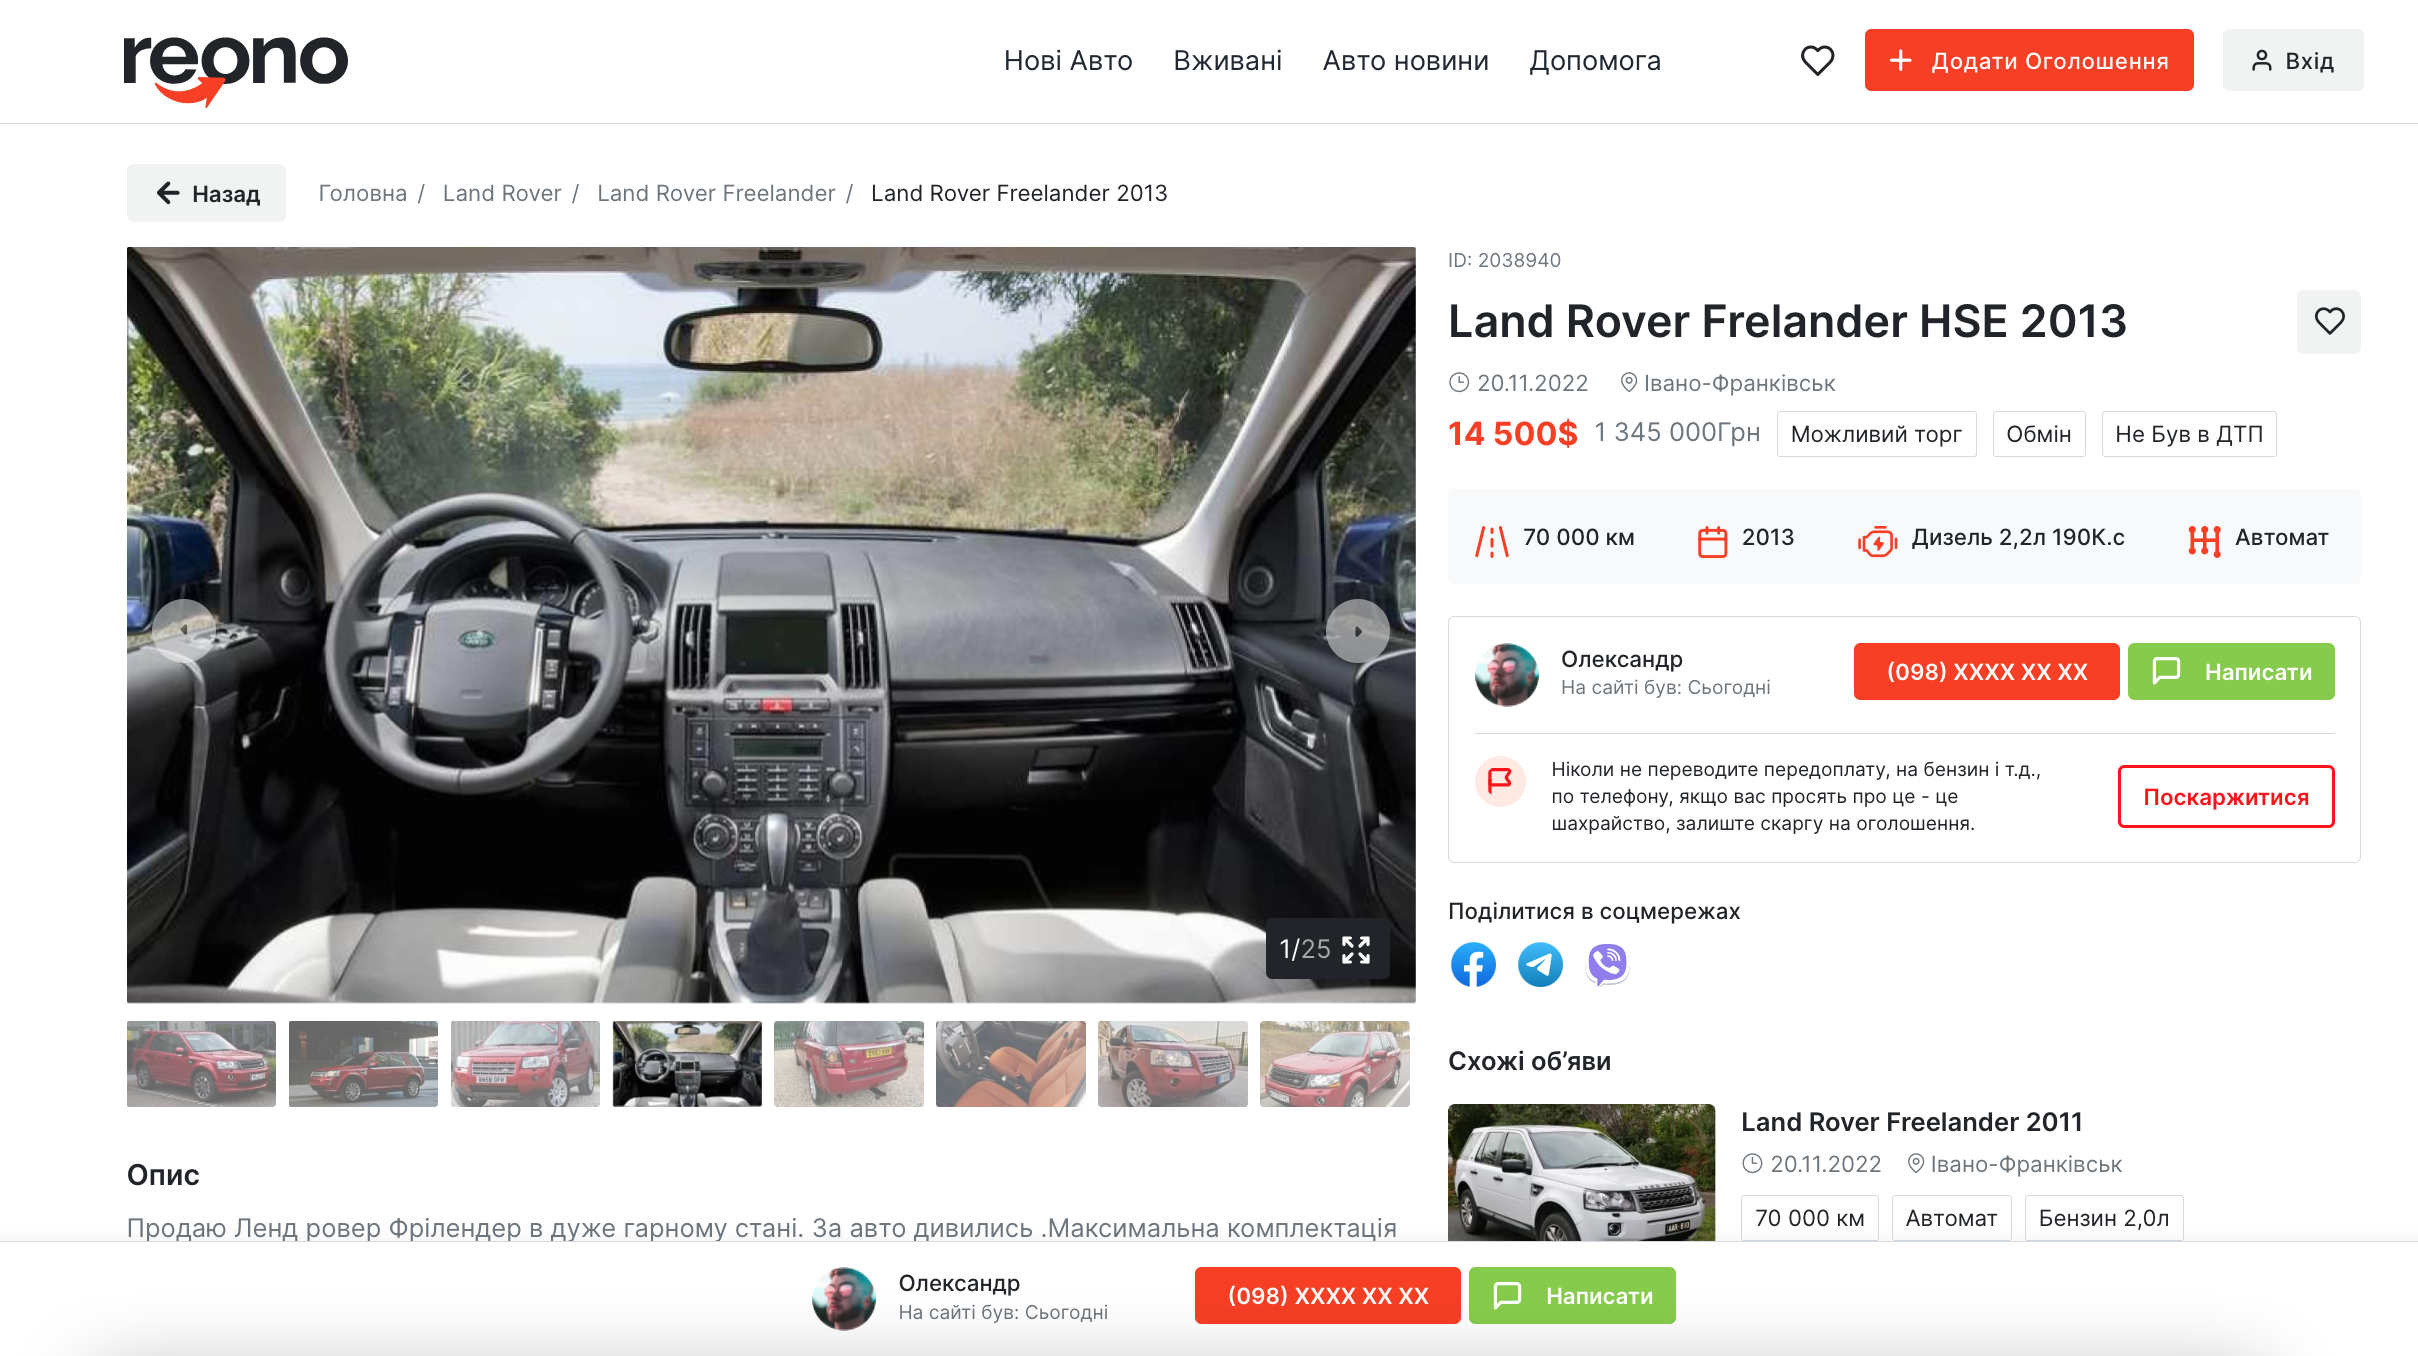 reono
Нові Авто
Вживані
Авто новини
Допомога
Додати Оголошення
Вхід
Назад
Головна / Land Rover / Land Rover Freelander / Land Rover Freelander 2013
ID: 2038940
Land Rover Frelander HSE 2013
20.11.2022 Івано-Франківськ
14 500$ 1 345 000Грн Можливий торг Обмін Не Був в ДТП
70 000 км 2013 Дизель 2,2л 190К.с Автомат
Олександр
На сайті був: Сьогодні
(098) XXXX XX XX
Написати
Ніколи не переводите передоплату, на бензин і т.д.,
по телефону, якщо вас просять про це - це
шахрайство, залиште скаргу на оголошення.
Поскаржитися
1/25
Поділитися в соцмережах
Схожі об’яви
Land Rover Freelander 2011
20.11.2022 Івано-Франківськ
70 000 км Автомат Бензин 2,0л
Опис
Продаю Ленд ровер Фрілендер в дуже гарному стані. За авто дивились .Максимальна комплектація
Олександр
На сайті був: Сьогодні
(098) XXXX XX XX
Написати